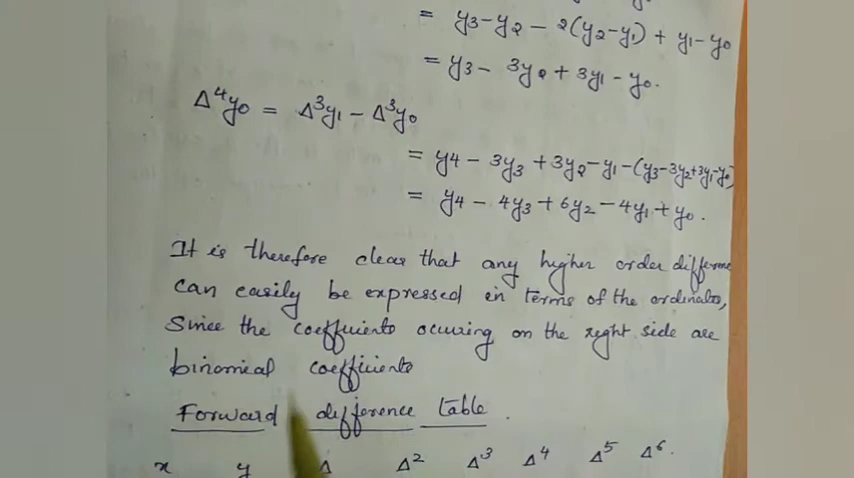 = y3 - y2 - 2(y2 - y1) + y1 - y0
= y3 - 3y2 + 3y1 - y0.
Δ⁴y0 = Δ³y1 - Δ³y0
= y4 - 3y3 + 3y2 - y1 - (y3 - 3y2 + 3y1 - y0)
= y4 - 4y3 + 6y2 - 4y1 + y0.
It is therefore clear that any higher order differenc
can easily be expressed in terms of the ordinates,
Since the coefficients occuring on the right side are
binomial coefficients
Forward difference table.
x y Δ Δ² Δ³ Δ⁴ Δ⁵ Δ⁶.